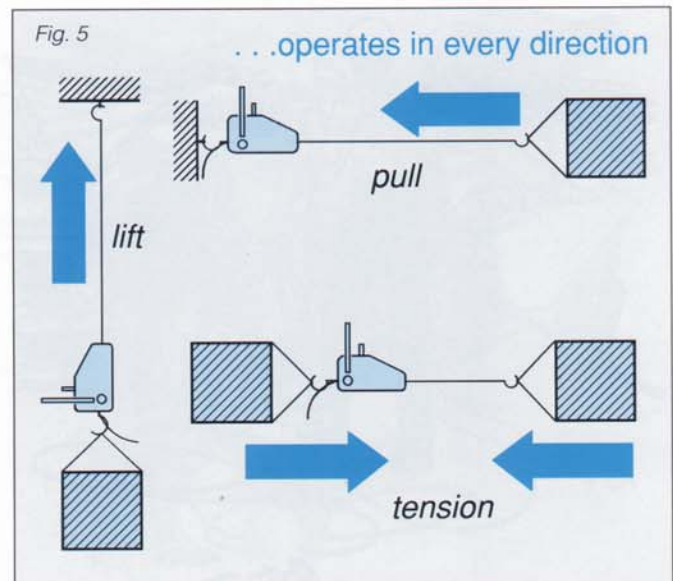 Fig. 5
. . .operates in every direction
lift
pull
tension